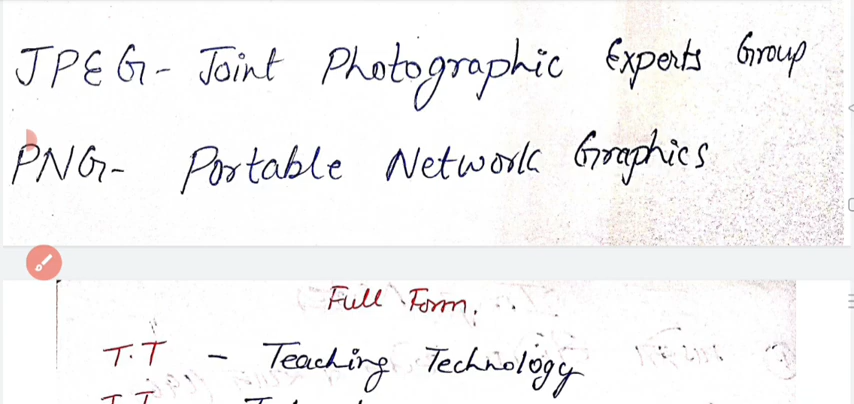 JPEG- Joint Photographic Experts Group
PNG- Portable Network Graphics
Full Form.
T.T - Teaching Technology